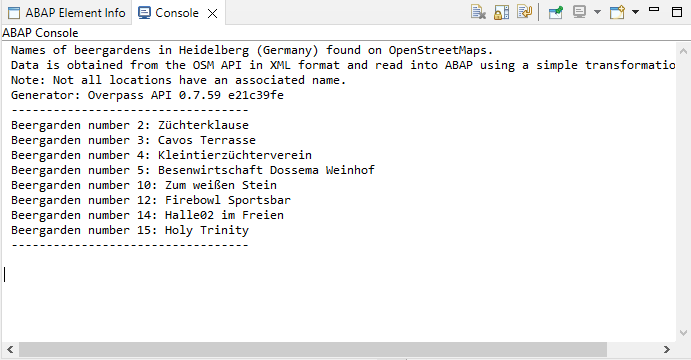 ABAP Element Info
Console
ABAP Console
Names of beergardens in Heidelberg (Germany) found on OpenStreetMaps.
Data is obtained from the OSM API in XML format and read into ABAP using a simple transformatio
Note: Not all locations have an associated name.
Generator: Overpass API 0.7.59 e21c39fe
----------------------------------
Beergarden number 2: Züchterklause
Beergarden number 3: Cavos Terrasse
Beergarden number 4: Kleintierzüchterverein
Beergarden number 5: Besenwirtschaft Dossema Weinhof
Beergarden number 10: Zum weißen Stein
Beergarden number 12: Firebowl Sportsbar
Beergarden number 14: Halle02 im Freien
Beergarden number 15: Holy Trinity
----------------------------------